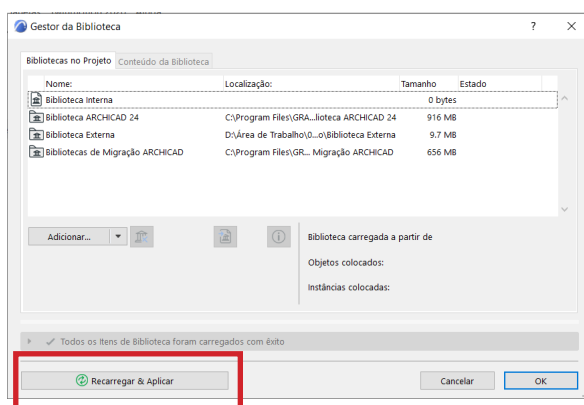 Gestor da Biblioteca ? ×
Bibliotecas no Projeto Conteúdo da Biblioteca
Nome: Localização: Tamanho Estado
Biblioteca Interna 0 bytes
Biblioteca ARCHICAD 24 C:\Program Files\GRA...lioteca ARCHICAD 24 916 MB
Biblioteca Externa D:\Área de Trabalho\0...o\Biblioteca Externa 9.7 MB
Bibliotecas de Migração ARCHICAD C:\Program Files\GR... Migração ARCHICAD 656 MB
Adicionar... Biblioteca carregada a partir de
Objetos colocados:
Instâncias colocadas:
Todos os Itens de Biblioteca foram carregados com êxito
Recarregar & Aplicar Cancelar OK